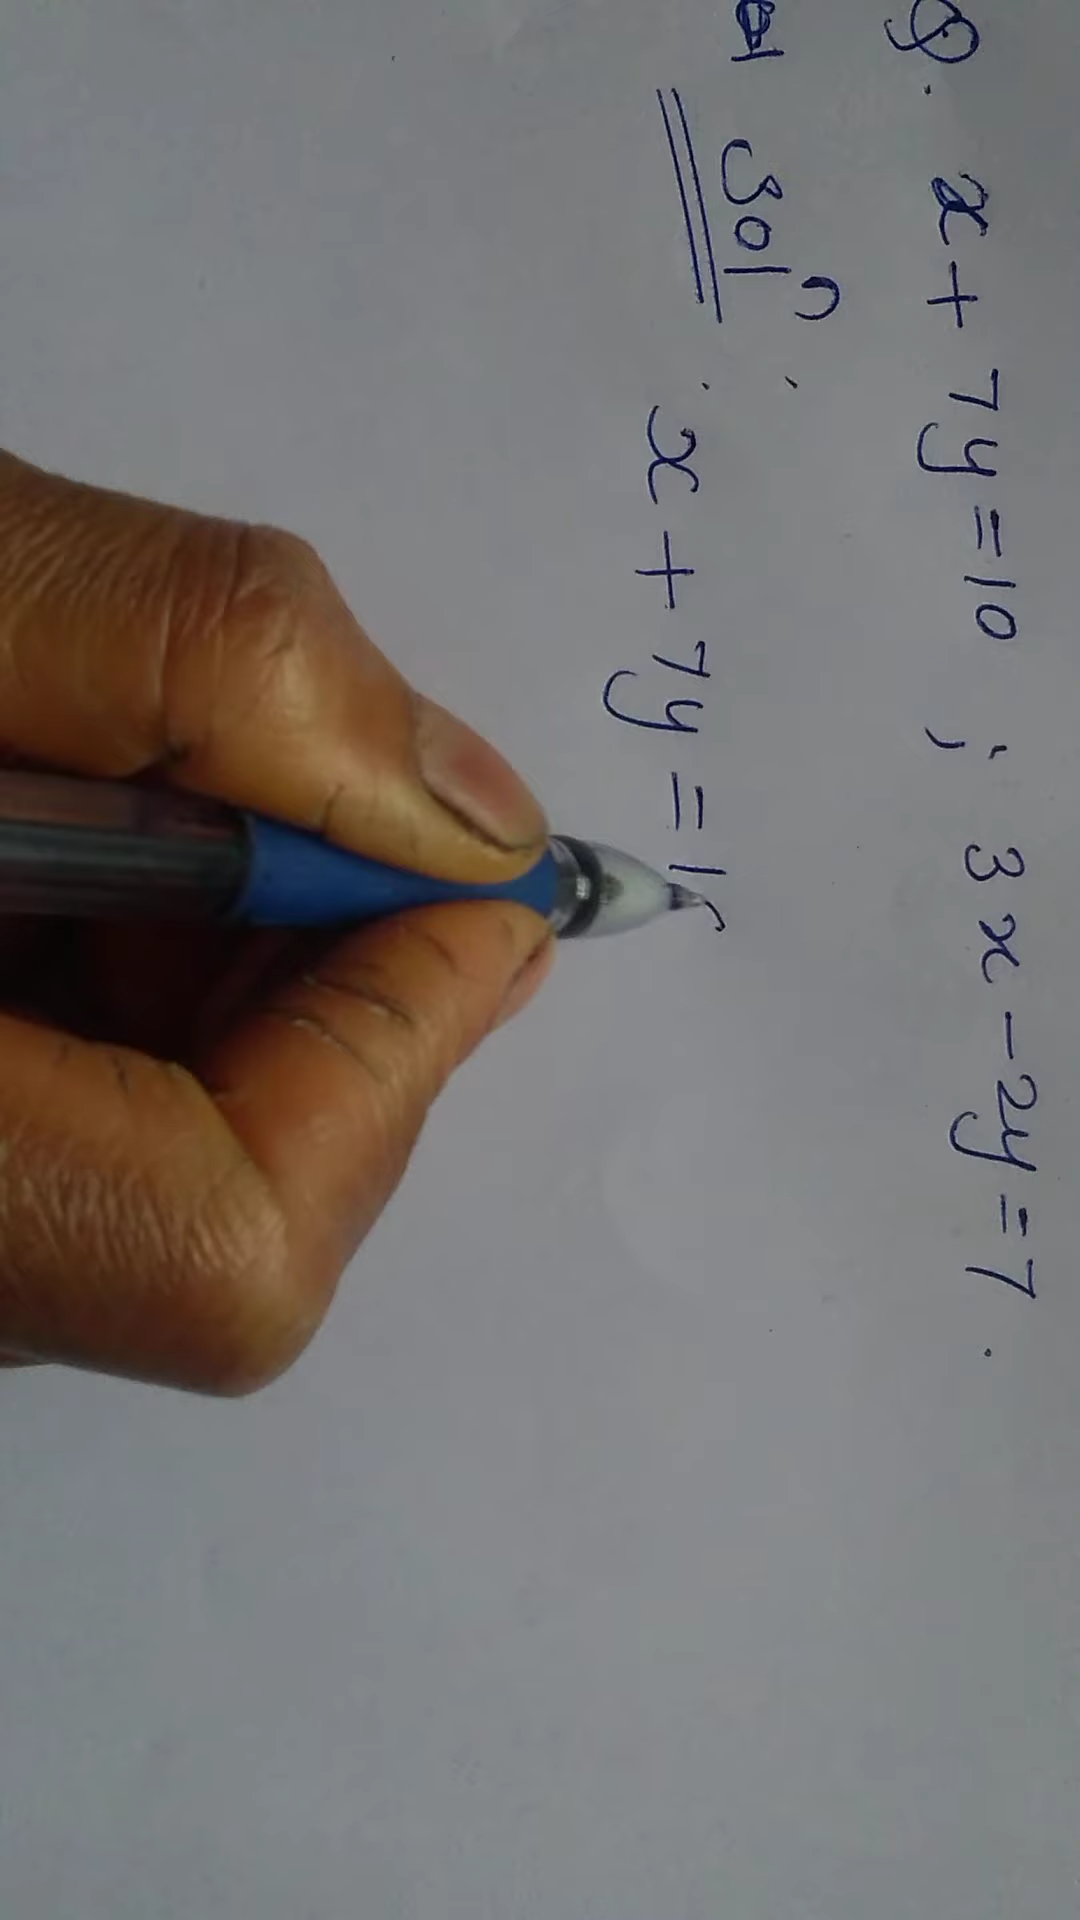 Q. x + 7y = 10 ; 3x - 2y = 7.
Solⁿ:
x + 7y = 1